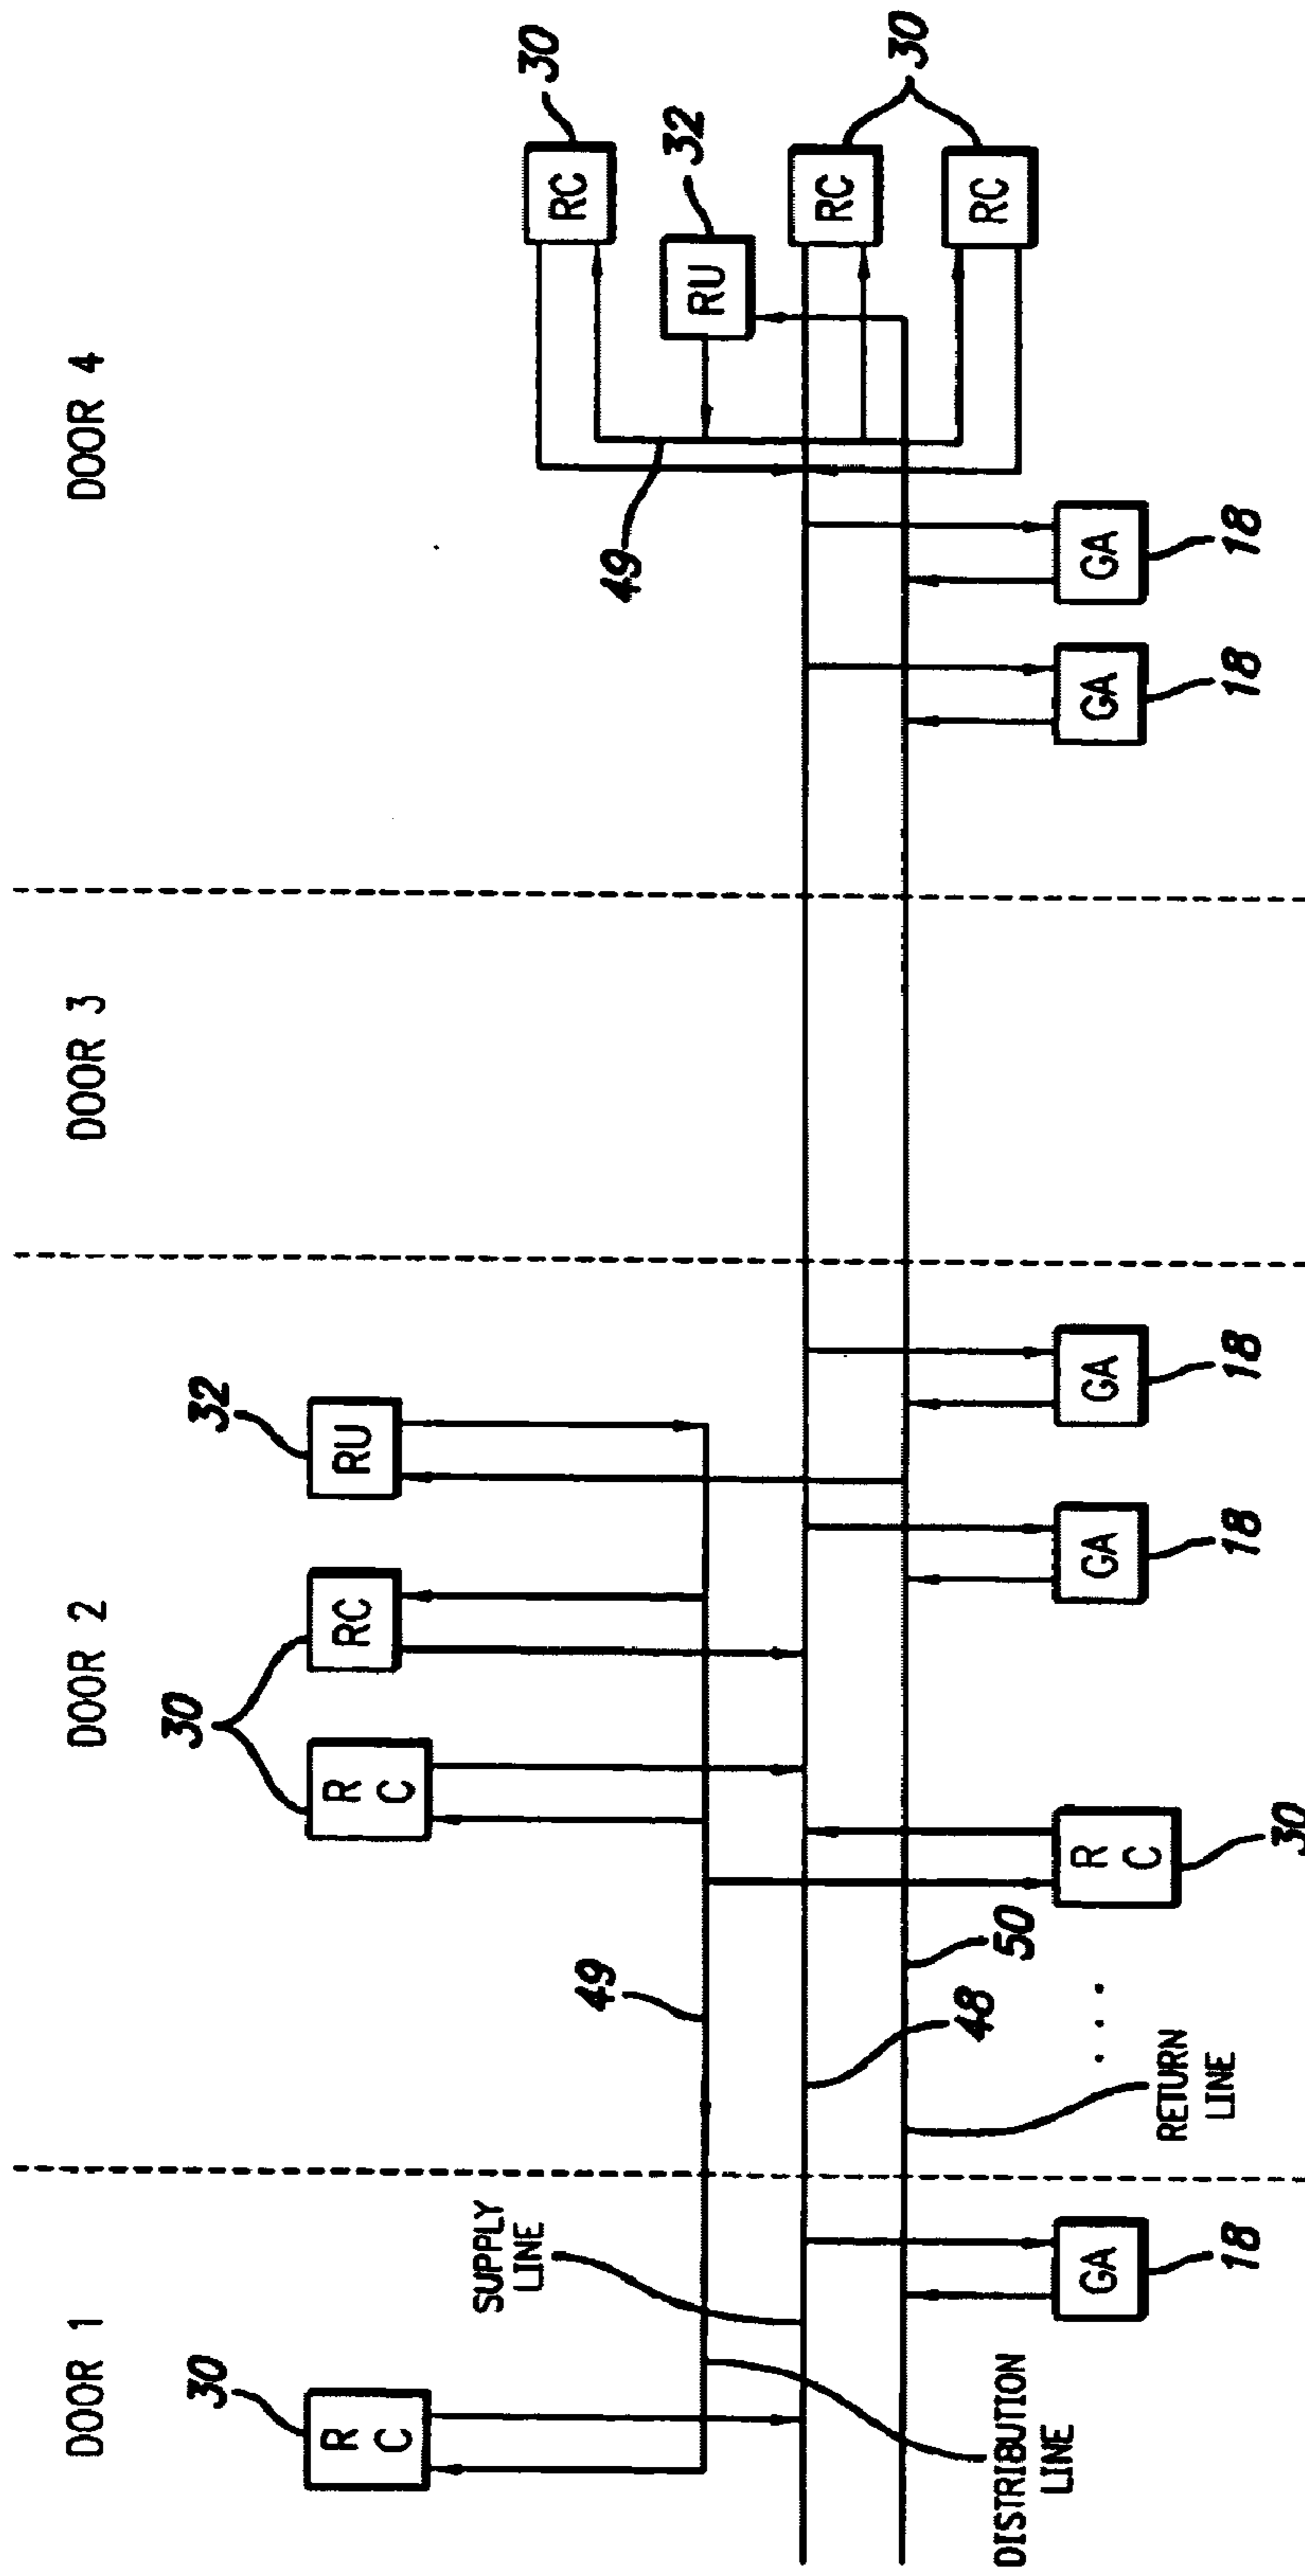 DOOR 1
DOOR 2
DOOR 3
DOOR 4
30
R
C
30
R
C
RC
32
RU
30
RC
32
RU
30
RC
RC
SUPPLY
LINE
49
49
DISTRIBUTION
LINE
48
50
RETURN
LINE
. . .
GA
18
R
C
30
GA
18
GA
18
GA
18
GA
18